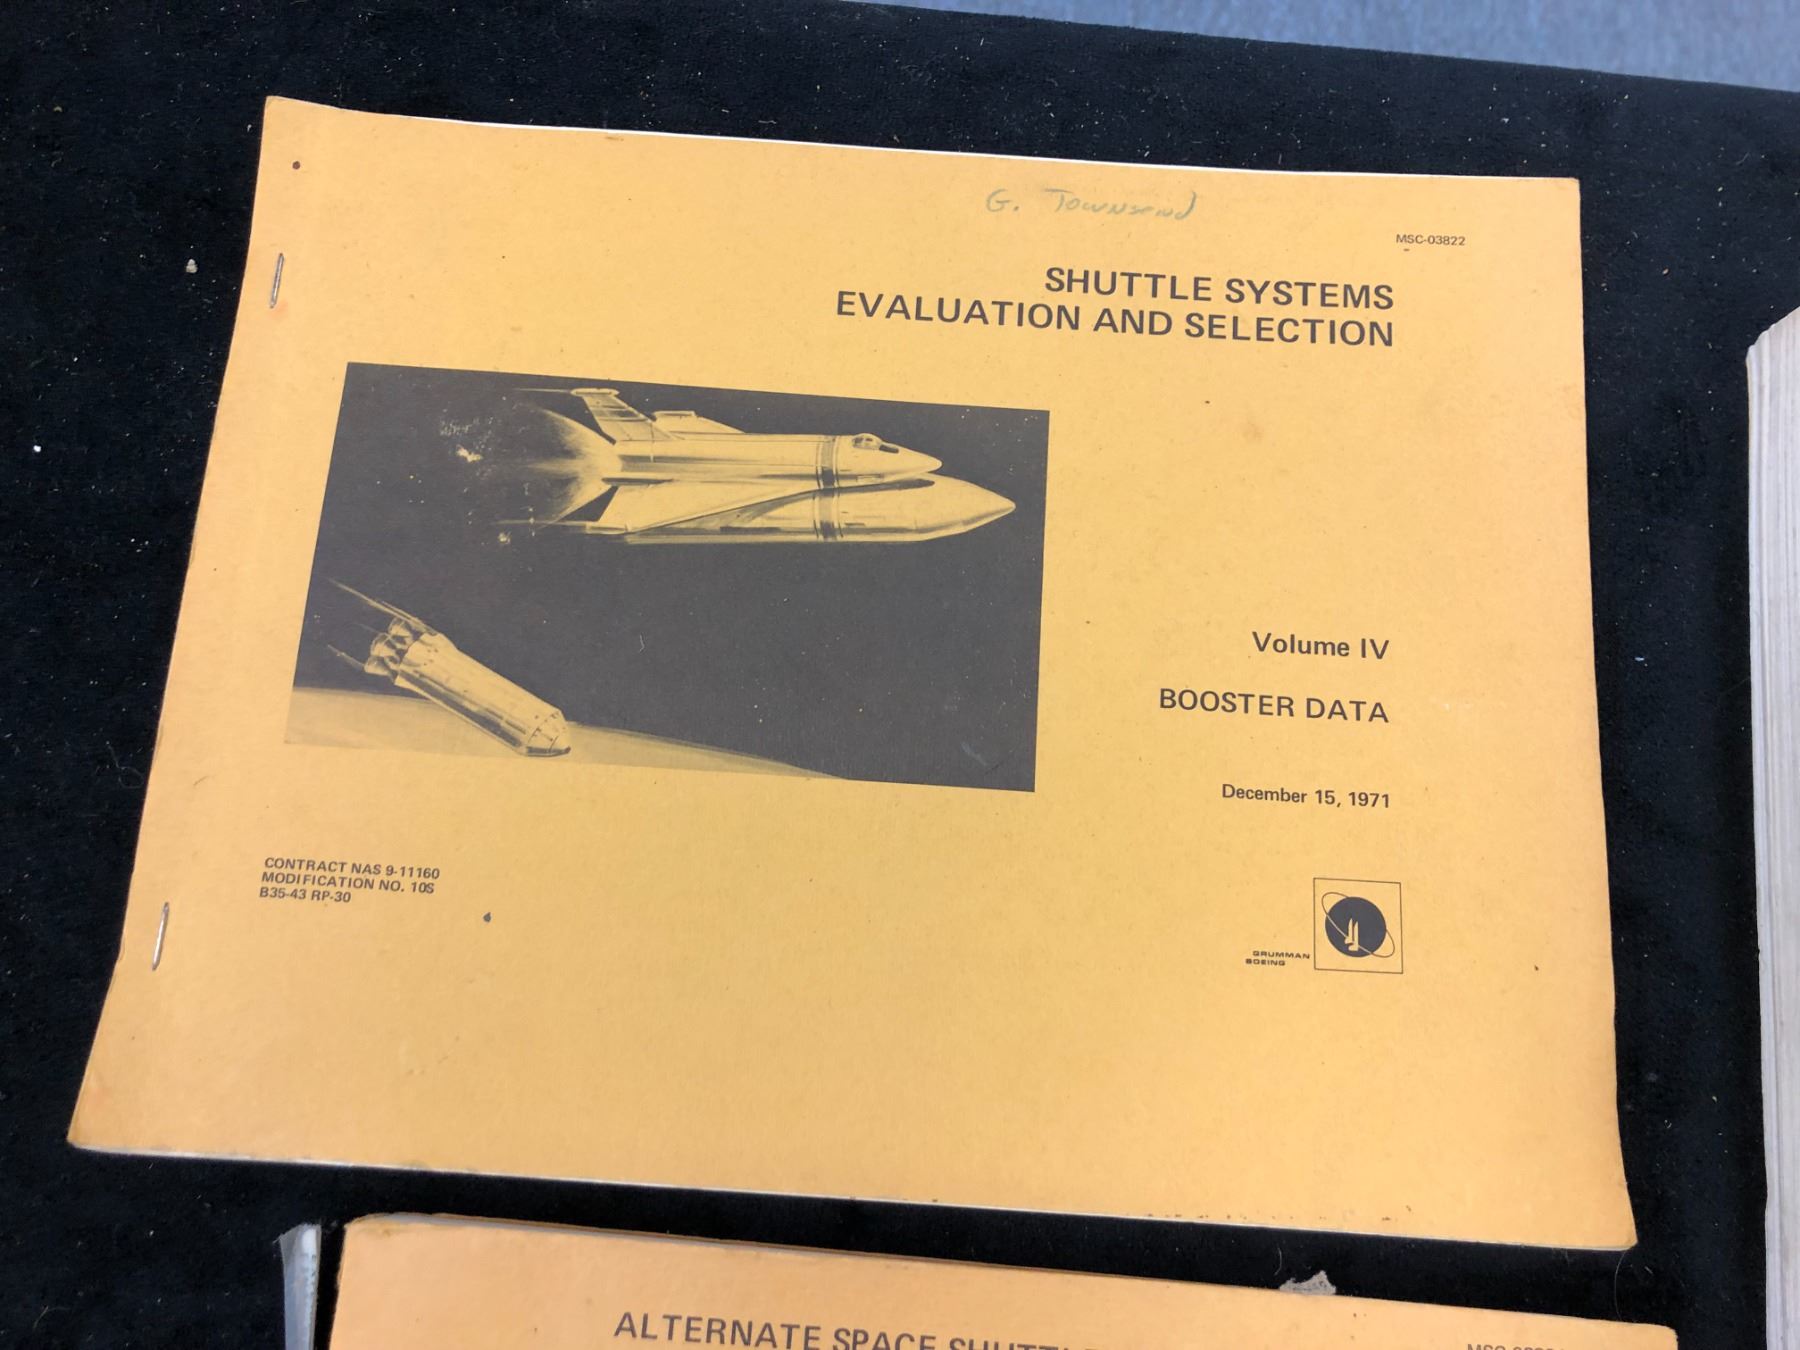 G. Townsend
MSC-03822
SHUTTLE SYSTEMS
EVALUATION AND SELECTION
Volume IV
BOOSTER DATA
December 15, 1971
CONTRACT NAS 9-11160
MODIFICATION NO. 10S
B35-43 RP-30
GRUMMAN
BOEING
ALTERNATE SPACE SHUTTLE